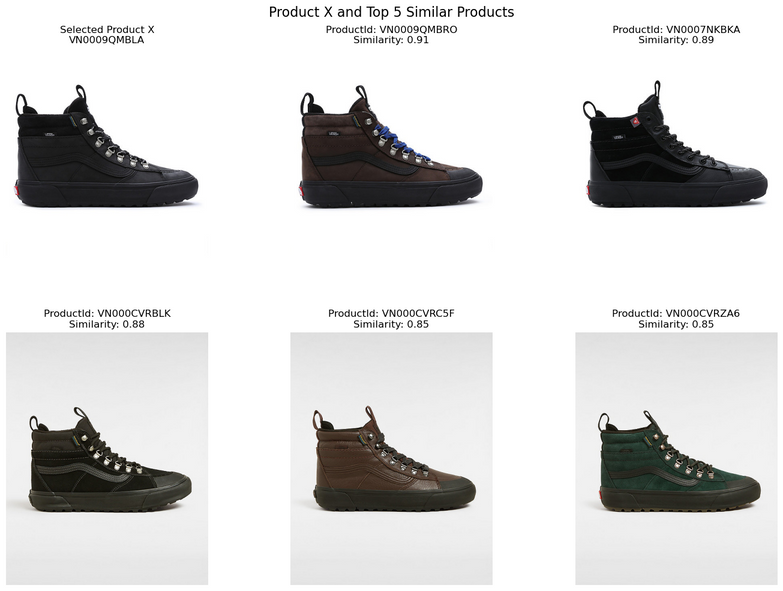 Product X and Top 5 Similar Products
Selected Product X
VN0009QMBLA
ProductId: VN0009QMBRO
Similarity: 0.91
ProductId: VN0007NKBKA
Similarity: 0.89
ProductId: VN000CVRBLK
Similarity: 0.88
ProductId: VN000CVRC5F
Similarity: 0.85
ProductId: VN000CVRZA6
Similarity: 0.85